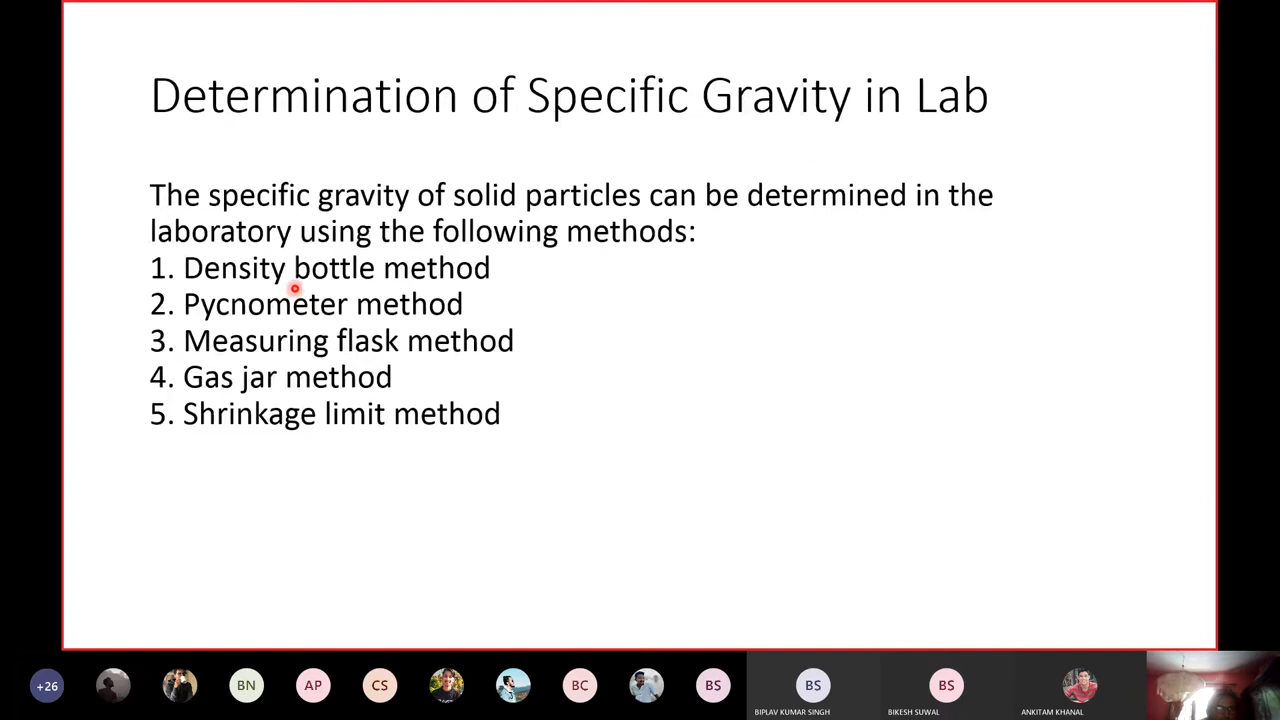 Determination of Specific Gravity in Lab
The specific gravity of solid particles can be determined in the
laboratory using the following methods:
1. Density bottle method
2. Pycnometer method
3. Measuring flask method
4. Gas jar method
5. Shrinkage limit method
+26
BN
AP
CS
BC
BS
BS
BS
BIPLAV KUMAR SINGH
BIKESH SUWAL
ANKITAM KHANAL